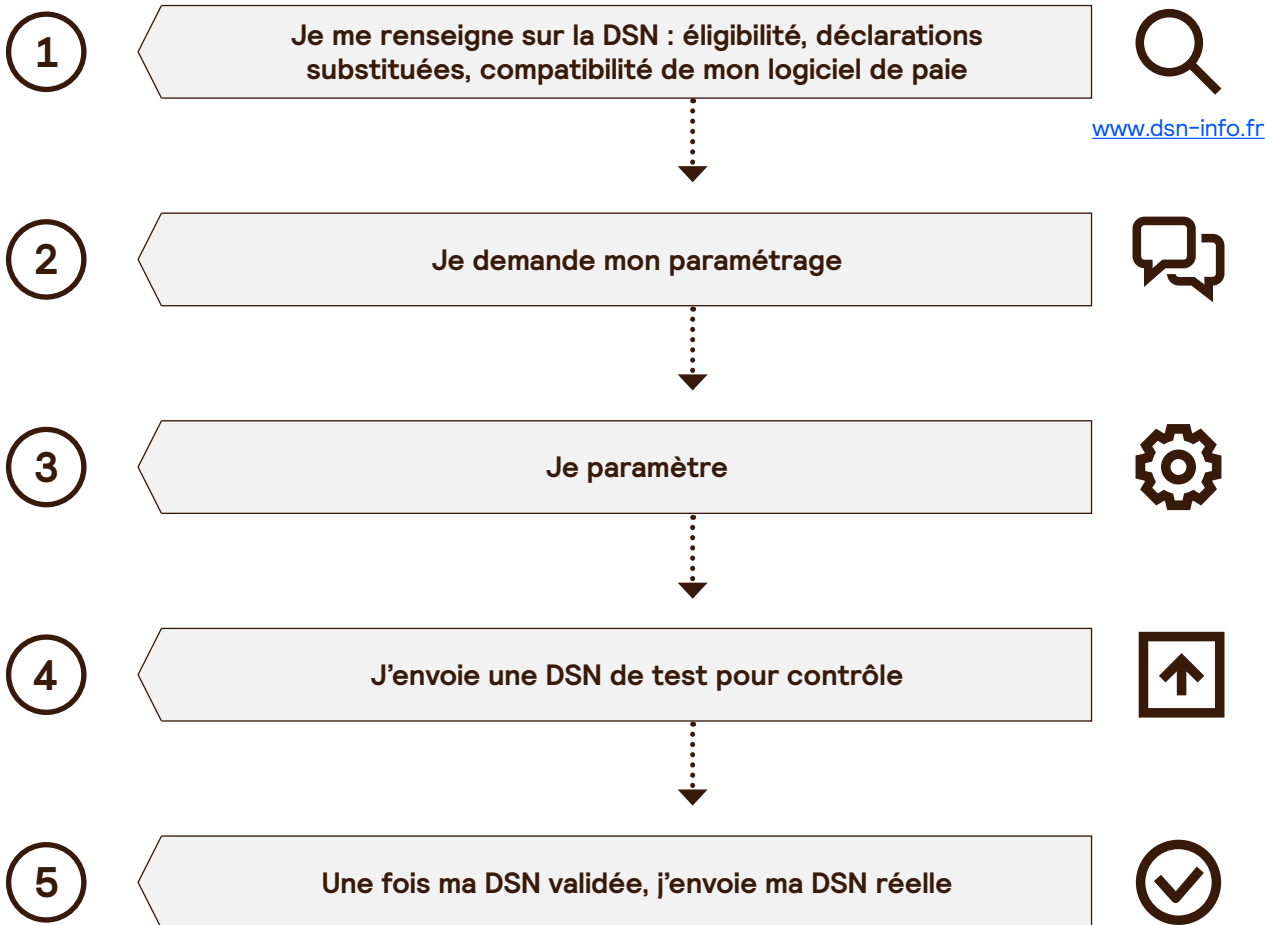 1
Je me renseigne sur la DSN : éligibilité, déclarations
substituées, compatibilité de mon logiciel de paie
www.dsn-info.fr
2
Je demande mon paramétrage
3
Je paramètre
4
J’envoie une DSN de test pour contrôle
5
Une fois ma DSN validée, j’envoie ma DSN réelle